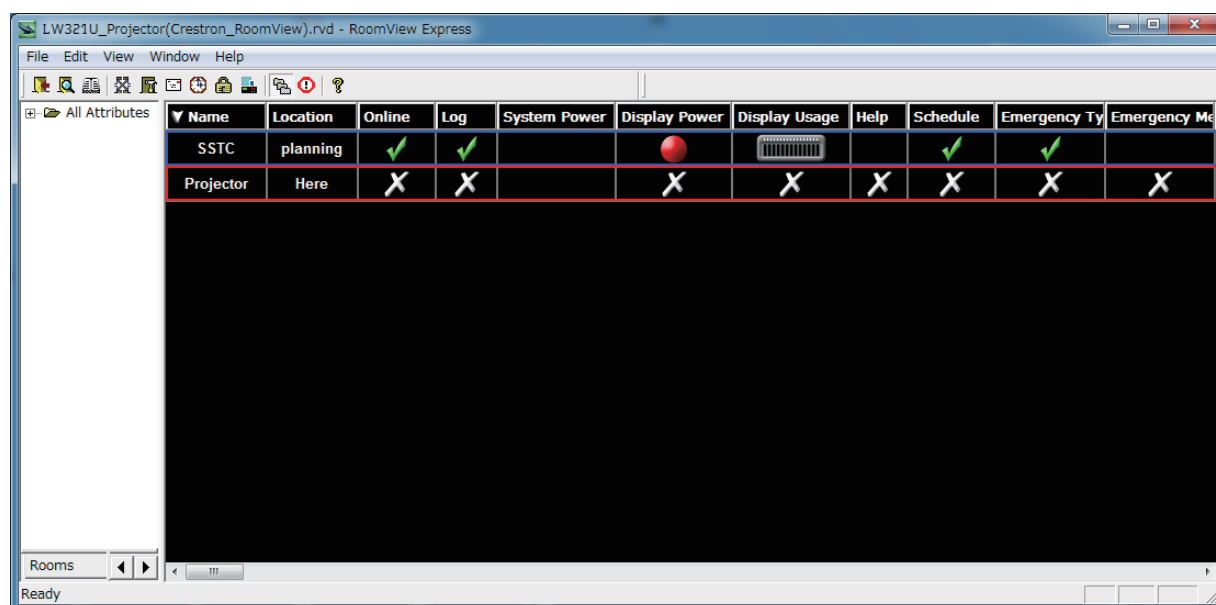 LW321U_Projector(Crestron_RoomView).rvd - RoomView Express
File Edit View Window Help
All Attributes
Name Location Online Log System Power Display Power Display Usage Help Schedule Emergency Ty Emergency Me
SSTC planning
Projector Here
Rooms
Ready